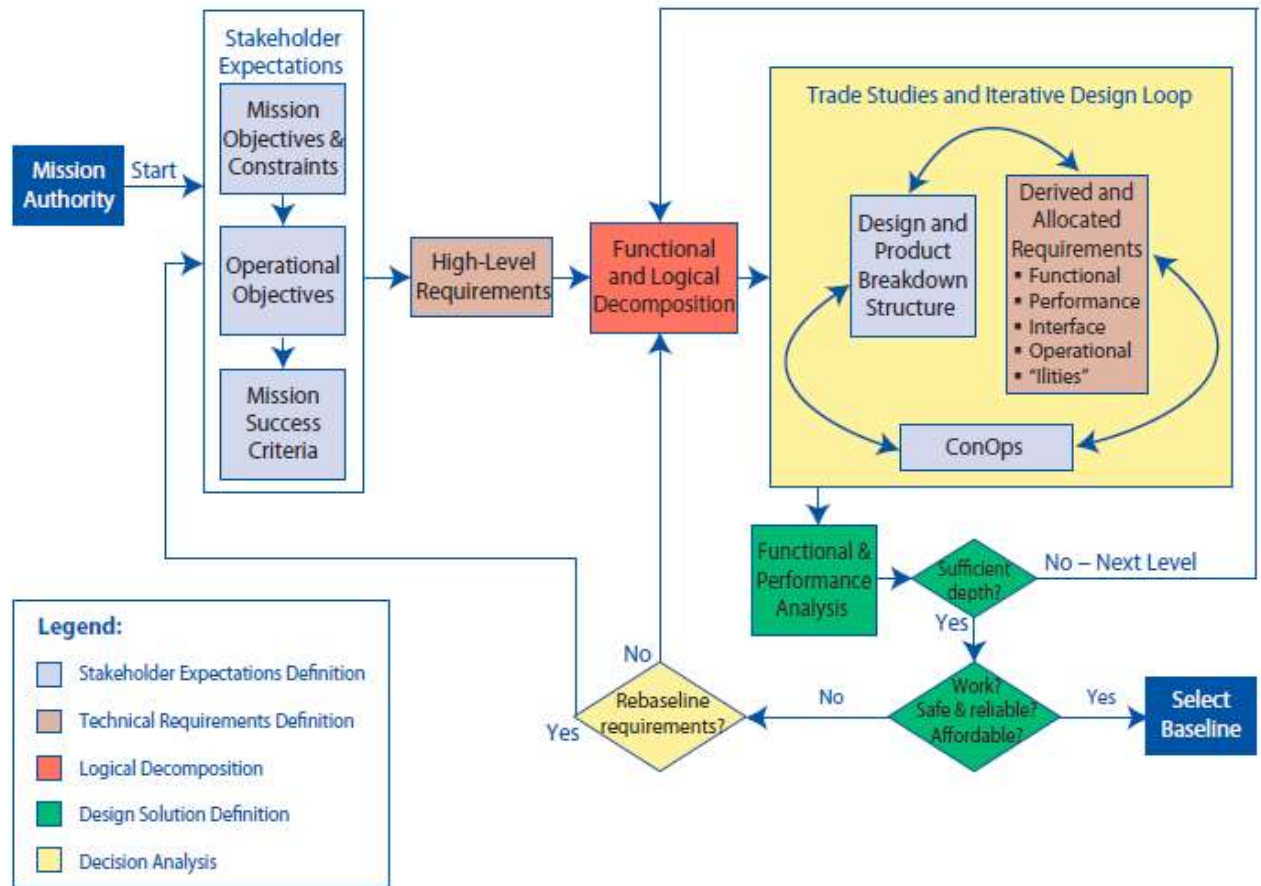 Stakeholder
Expectations
Mission
Objectives &
Constraints
Mission
Authority
Start
Operational
Objectives
Mission
Success
Criteria
High-Level
Requirements
Functional
and Logical
Decomposition
Trade Studies and Iterative Design Loop
Design and
Product
Breakdown
Structure
Derived and
Allocated
Requirements
▪ Functional
▪ Performance
▪ Interface
▪ Operational
▪ “Ilities”
ConOps
Functional &
Performance
Analysis
Sufficient
depth?
No – Next Level
Yes
Work?
Safe & reliable?
Affordable?
Yes
Select
Baseline
No
Rebaseline
requirements?
No
Yes
Legend:
Stakeholder Expectations Definition
Technical Requirements Definition
Logical Decomposition
Design Solution Definition
Decision Analysis